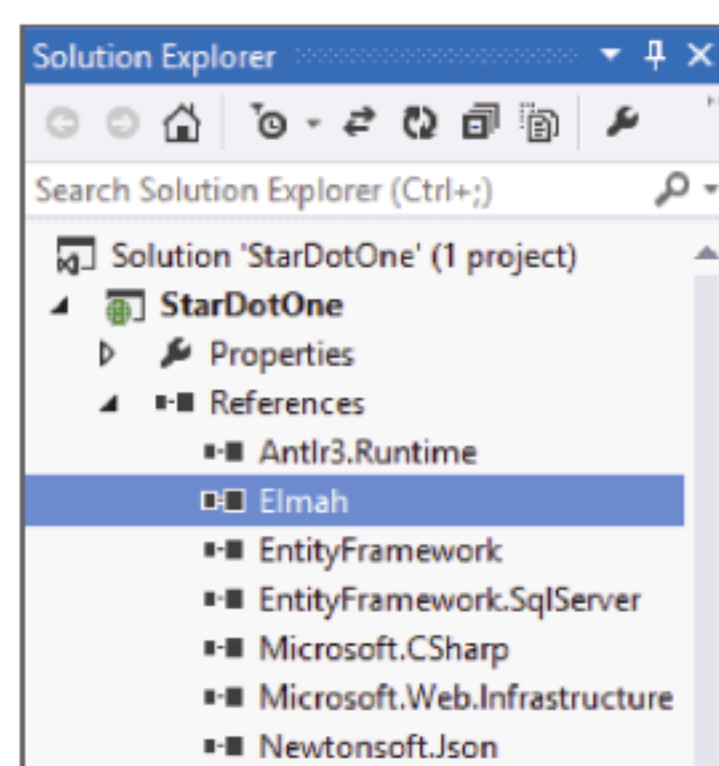 Solution Explorer
Search Solution Explorer (Ctrl+;)
Solution 'StarDotOne' (1 project)
StarDotOne
Properties
References
Antlr3.Runtime
Elmah
EntityFramework
EntityFramework.SqlServer
Microsoft.CSharp
Microsoft.Web.Infrastructure
Newtonsoft.Json